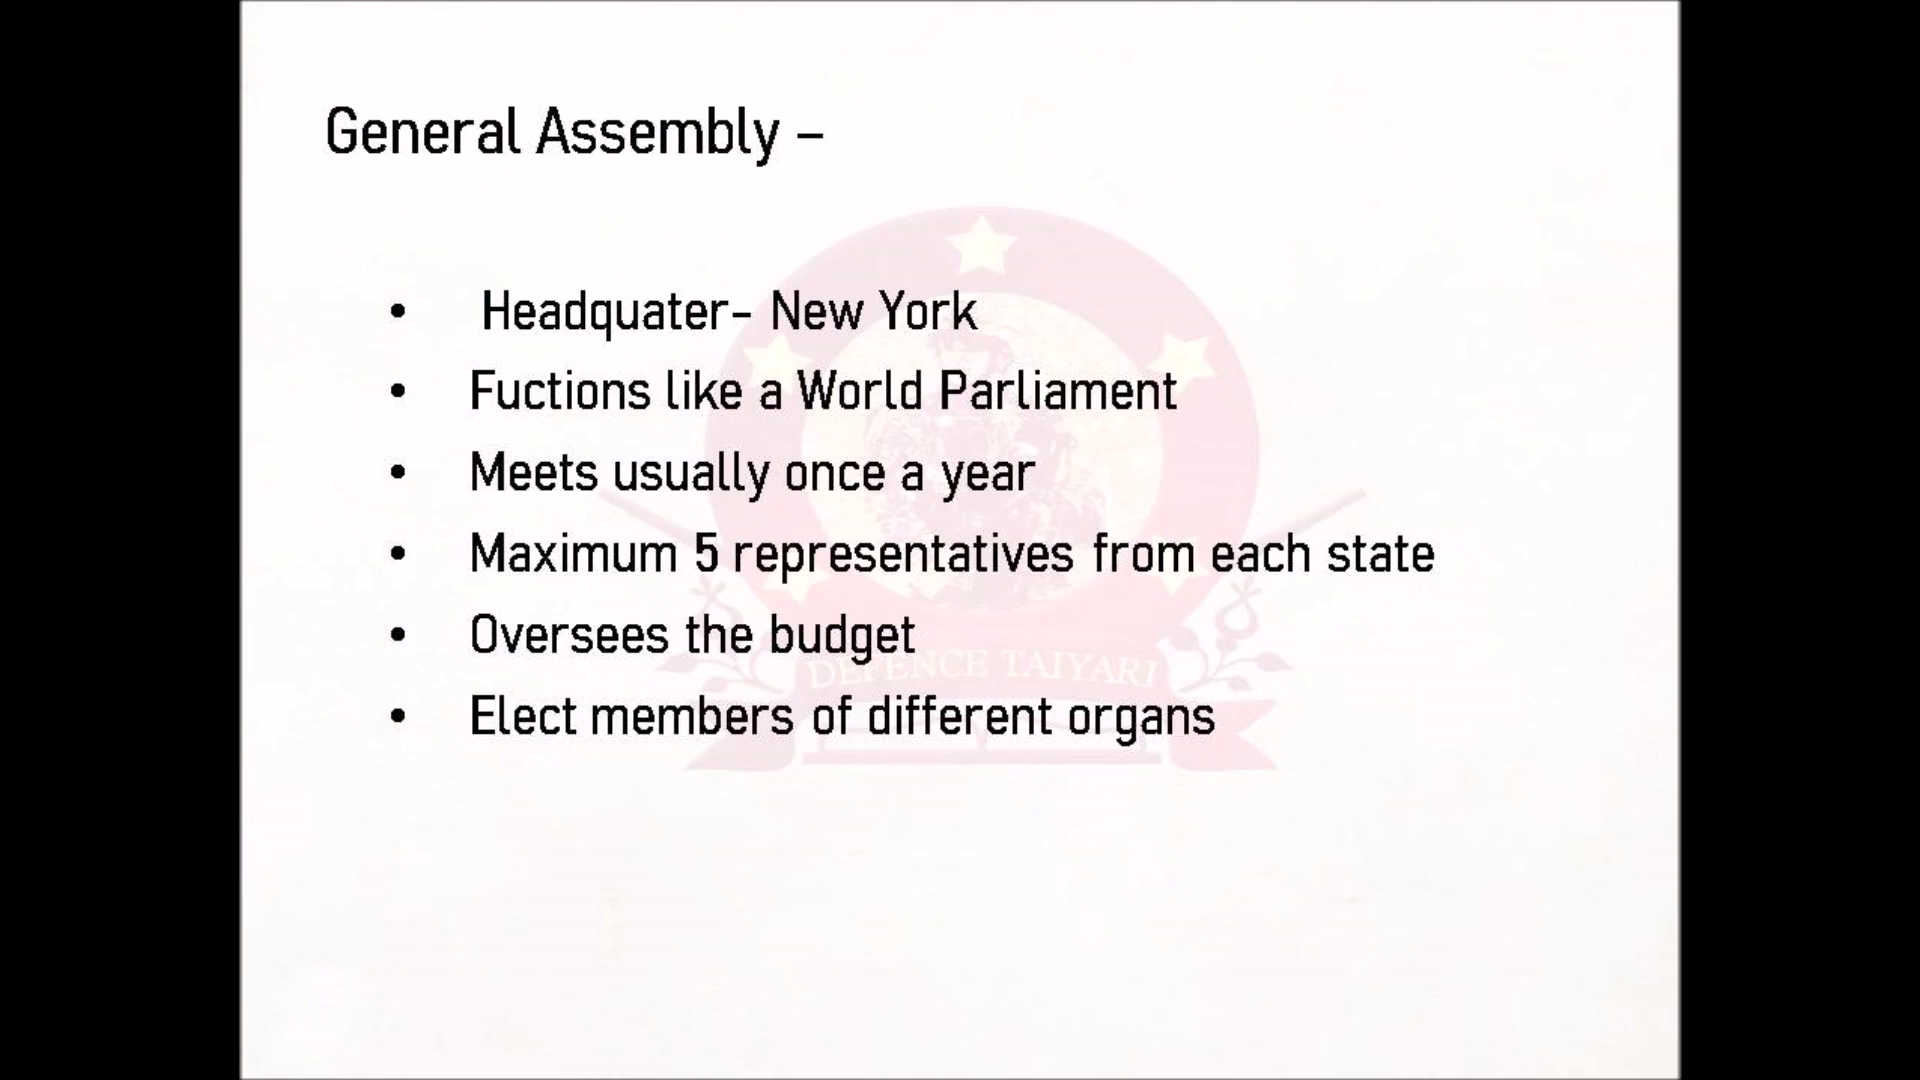 General Assembly –
• Headquater- New York
• Fuctions like a World Parliament
• Meets usually once a year
• Maximum 5 representatives from each state
• Oversees the budget
• Elect members of different organs
DEFENCE TAIYARI